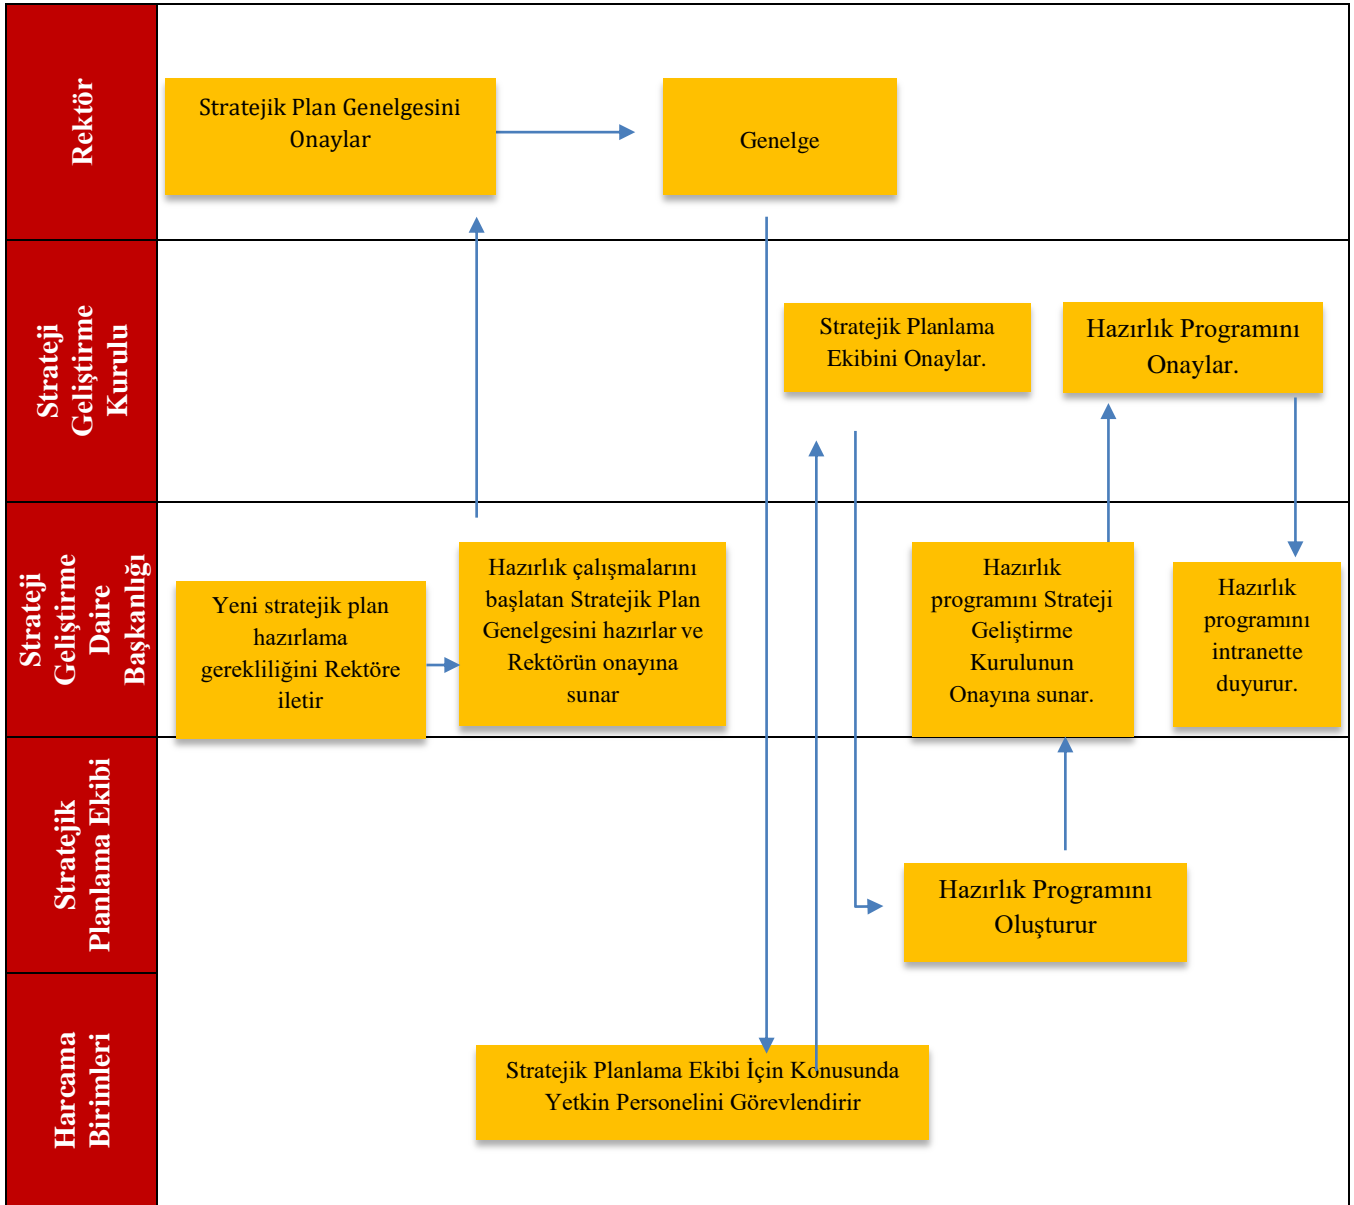 Rektör
Stratejik Plan Genelgesini
Onaylar
Genelge
Strateji
Geliştirme
Kurulu
Stratejik Planlama
Ekibini Onaylar.
Hazırlık Programını
Onaylar.
Strateji
Geliştirme
Daire
Başkanlığı
Yeni stratejik plan
hazırlama
gerekliliğini Rektöre
iletir
Hazırlık çalışmalarını
başlatan Stratejik Plan
Genelgesini hazırlar ve
Rektörün onayına
sunar
Hazırlık
programını Strateji
Geliştirme
Kurulunun
Onayına sunar.
Hazırlık
programını
intranette
duyurur.
Stratejik
Planlama Ekibi
Hazırlık Programını
Oluşturur
Harcama
Birimleri
Stratejik Planlama Ekibi İçin Konusunda
Yetkin Personelini Görevlendirir